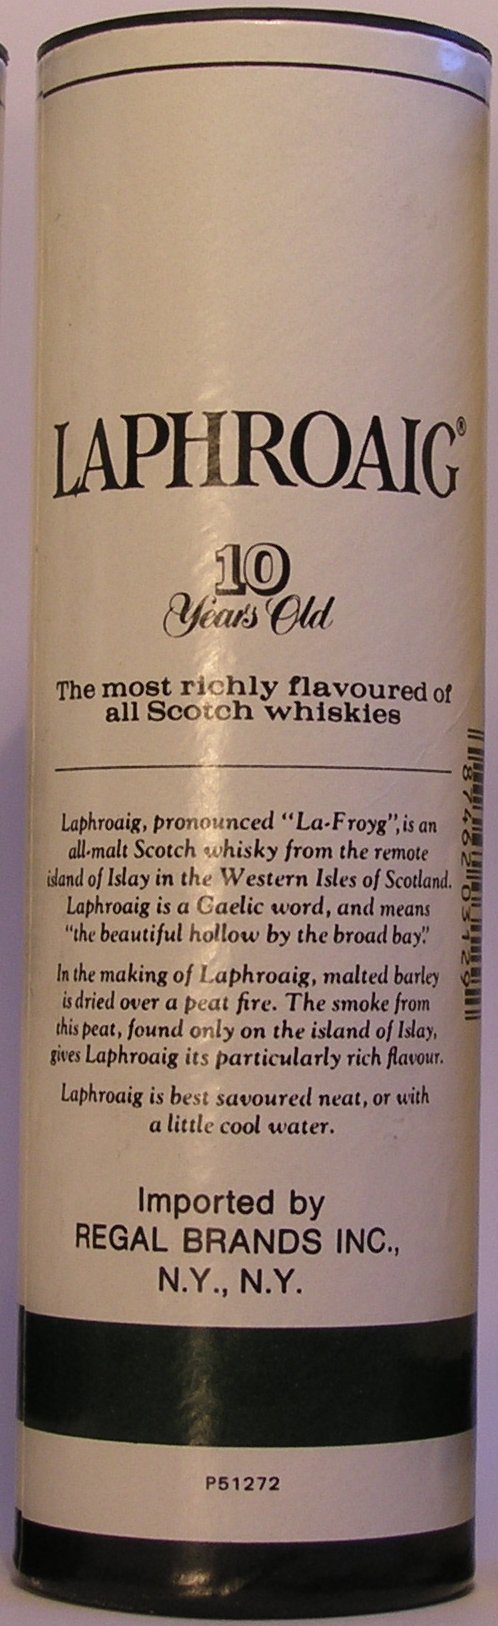 LAPHROAIG®
10
Years Old
The most richly flavoured of
all Scotch whiskies
Laphroaig, pronounced “La-Froyg”, is an
all-malt Scotch whisky from the remote
island of Islay in the Western Isles of Scotland.
Laphroaig is a Gaelic word, and means
“the beautiful hollow by the broad bay.”
In the making of Laphroaig, malted barley
is dried over a peat fire. The smoke from
this peat, found only on the island of Islay,
gives Laphroaig its particularly rich flavour.
Laphroaig is best savoured neat, or with
a little cool water.
Imported by
REGAL BRANDS INC.,
N.Y., N.Y.
P51272
8 7462 03129